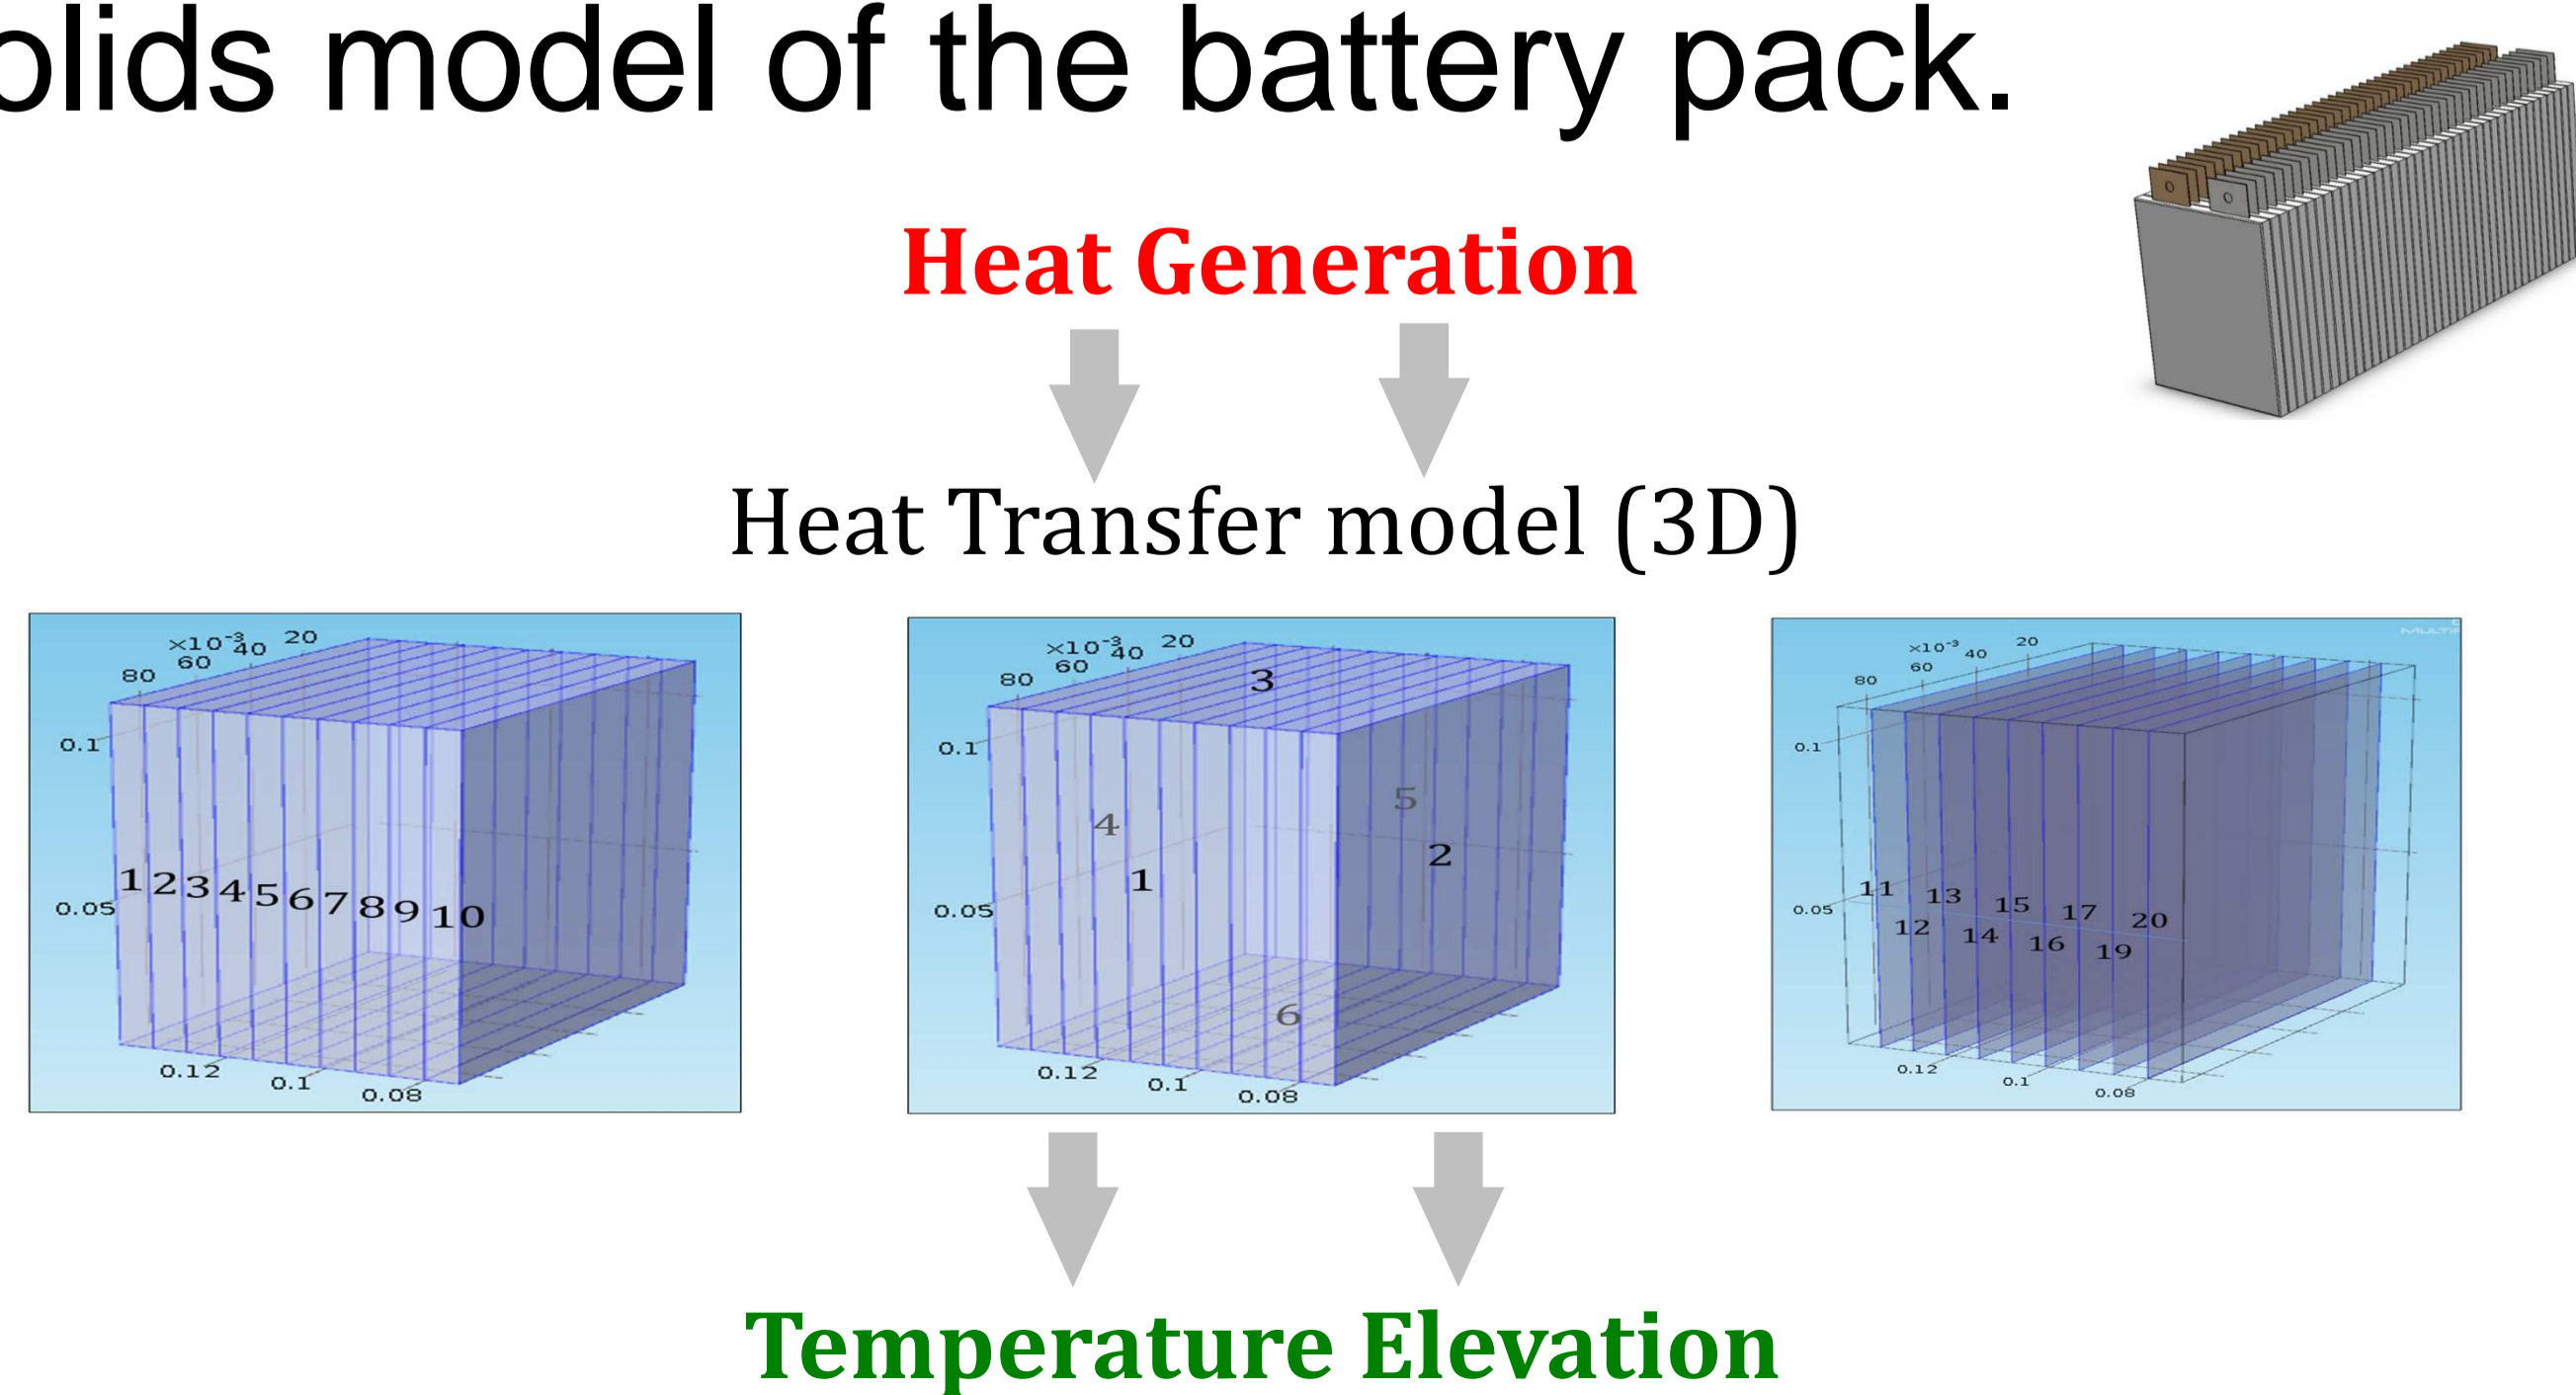 olids model of the battery pack.
Heat Generation
Heat Transfer model (3D)
×10⁻³ 40 20
80 60
0.1
0.05
1 2 3 4 5 6 7 8 9 10
0.12 0.1 0.08
×10⁻³ 40 20
80 60
3
0.1
4 5
1 2
0.05
6
0.12 0.1 0.08
×10⁻³ 40 20
80 60
0.1
0.05
11 13 15 17 20
12 14 16 19
0.12 0.1 0.08
Temperature Elevation